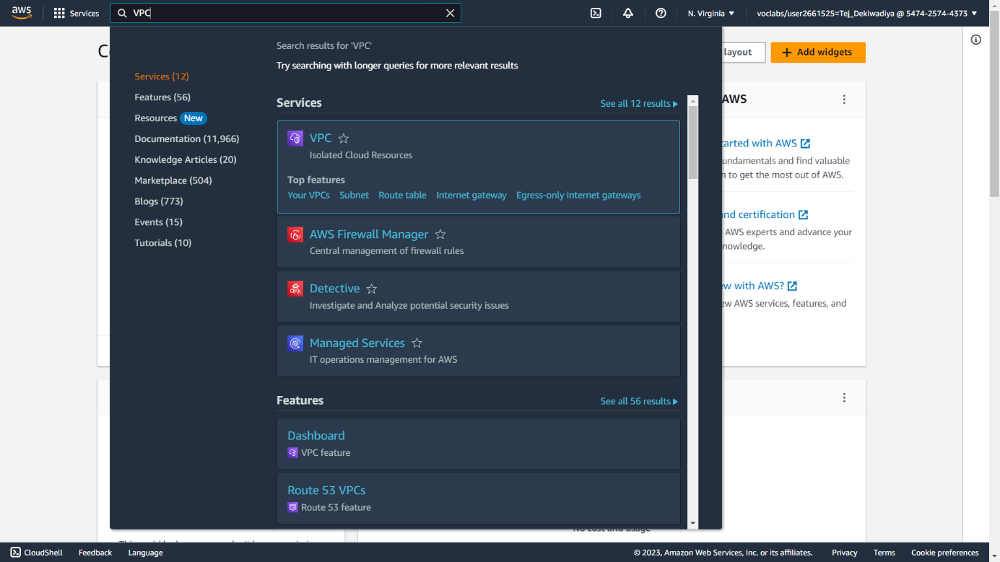 aws
Services
VPC
N. Virginia
voclabs/user2661525=Tej_Dekiwadiya @ 5474-2574-4373
layout
Add widgets
Search results for 'VPC'
Try searching with longer queries for more relevant results
Services (12)
Features (56)
Resources New
Documentation (11,966)
Knowledge Articles (20)
Marketplace (504)
Blogs (773)
Events (15)
Tutorials (10)
Services
See all 12 results
VPC
Isolated Cloud Resources
Top features
Your VPCs Subnet Route table Internet gateway Egress-only internet gateways
AWS Firewall Manager
Central management of firewall rules
Detective
Investigate and Analyze potential security issues
Managed Services
IT operations management for AWS
Features
See all 56 results
Dashboard
VPC feature
Route 53 VPCs
Route 53 feature
AWS
with AWS
and find valuable
to get the most out of AWS.
certification
AWS experts and advance your
with AWS?
AWS services, features, and
No cost and usage
CloudShell Feedback Language
© 2023, Amazon Web Services, Inc. or its affiliates. Privacy Terms Cookie preferences